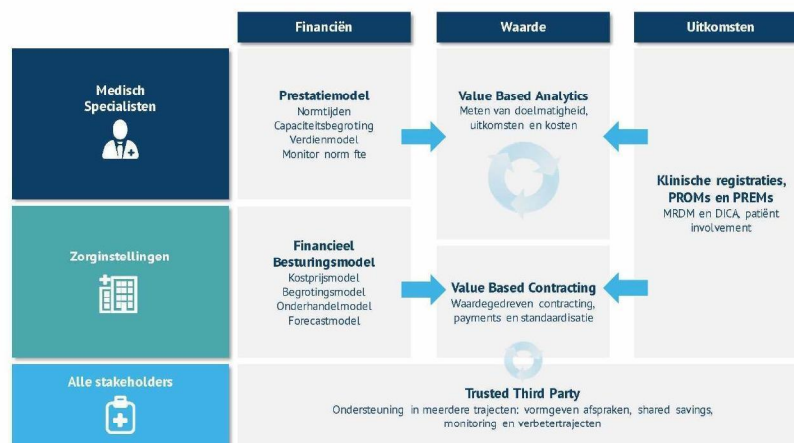 Financiën
Waarde
Uitkomsten
Medisch
Specialisten
Prestatiemodel
Normtijden
Capaciteitsbegroting
Verdienmodel
Monitor norm fte
Value Based Analytics
Meten van doelmatigheid,
uitkomsten en kosten
Klinische registraties,
PROMs en PREMs
MRDM en DICA, patiënt
involvement
Zorginstellingen
Financieel
Besturingsmodel
Kostprijsmodel
Begrotingsmodel
Onderhandelmodel
Forecastmodel
Value Based Contracting
Waardegedreven contracting,
payments en standaardisatie
Alle stakeholders
Trusted Third Party
Ondersteuning in meerdere trajecten: vormgeven afspraken, shared savings,
monitoring en verbetertrajecten